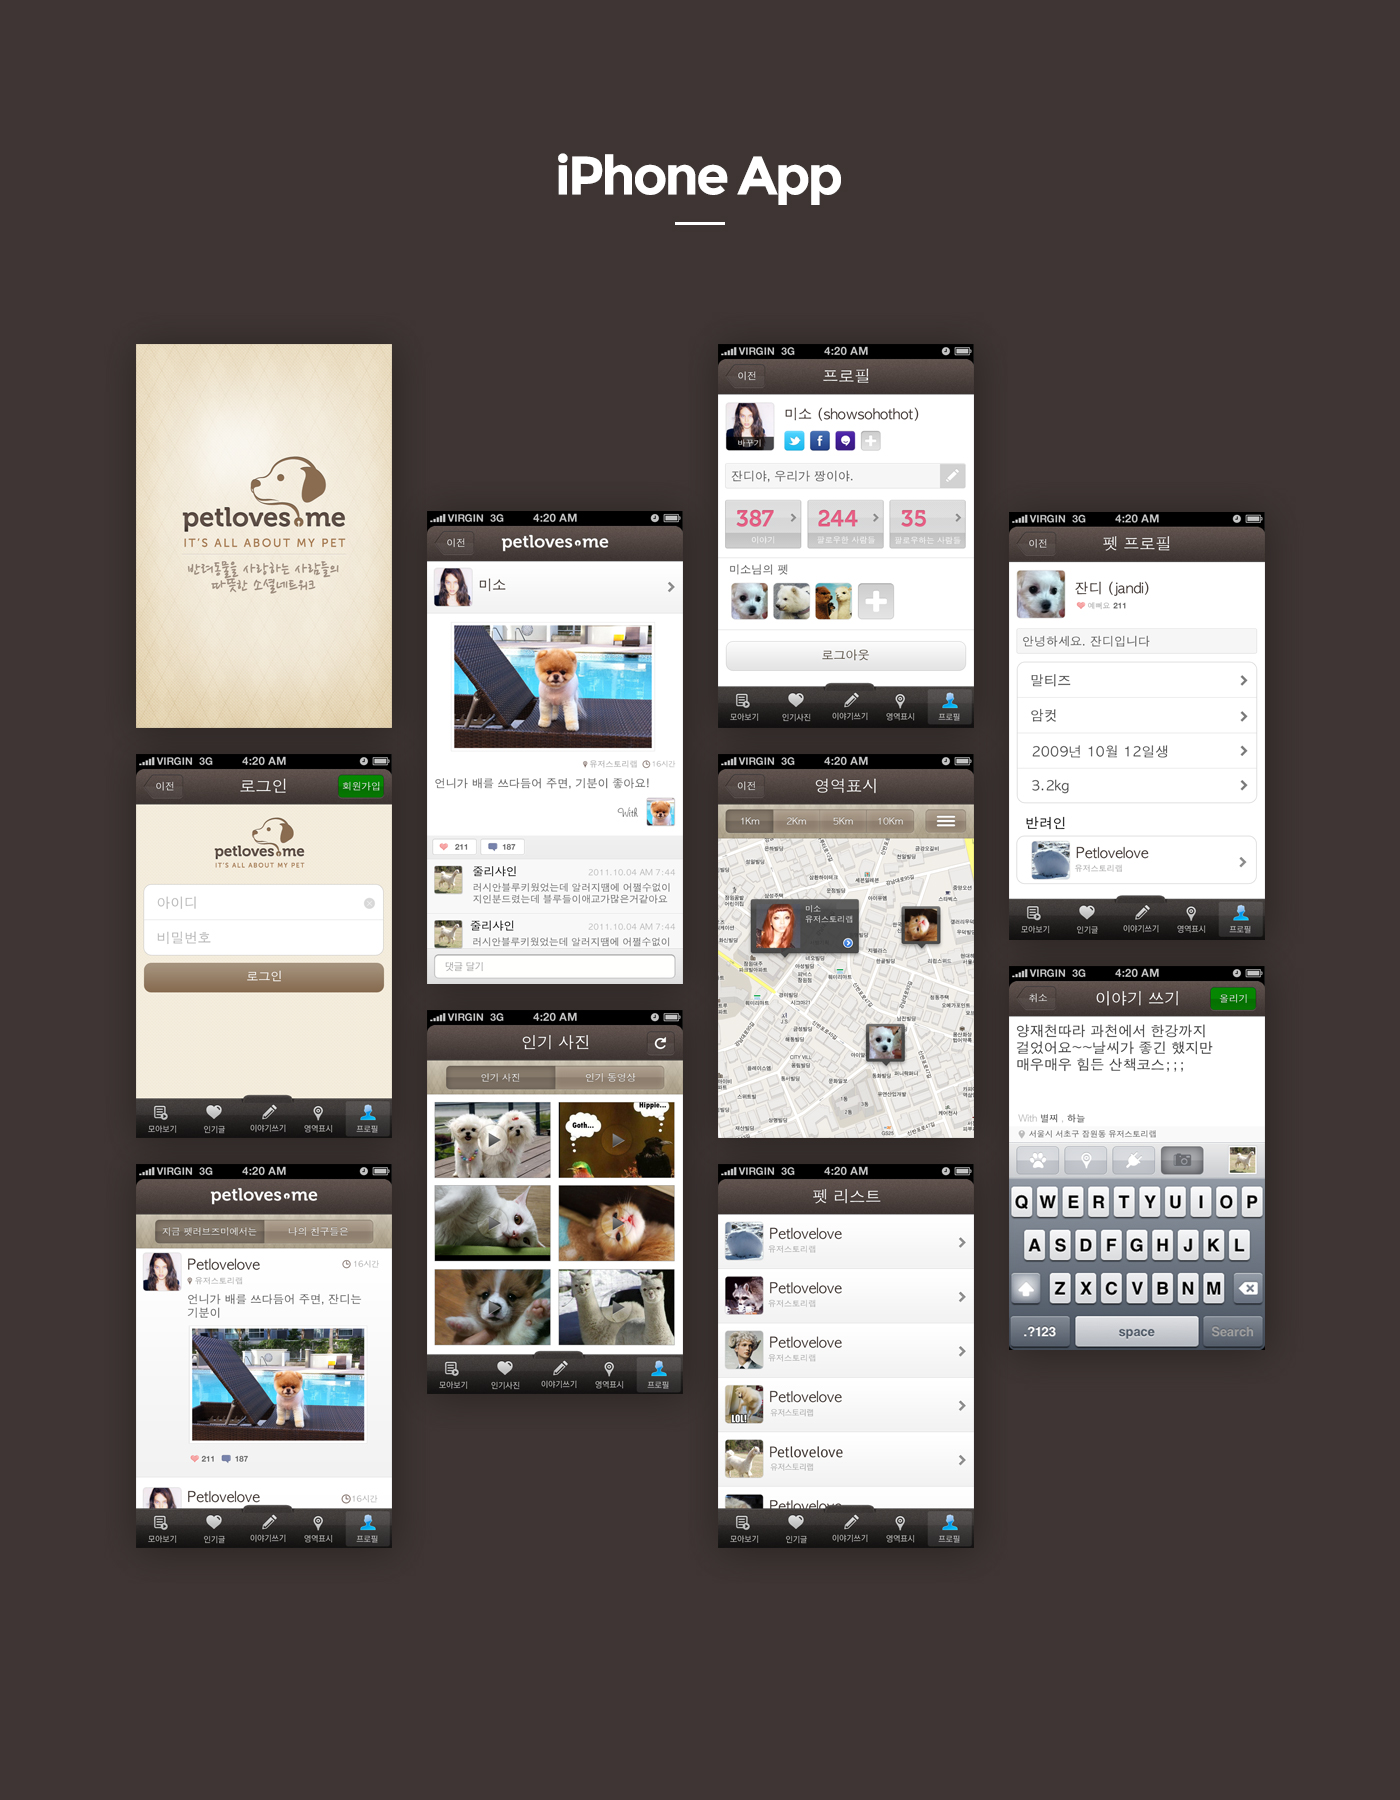 iPhone App
petloves me
IT'S ALL ABOUT MY PET
반려동물을 사랑하는 사람들의
따뜻한 소셜네트워크
VIRGIN 3G 4:20 AM
이전 로그인 회원가입
petloves me
IT'S ALL ABOUT MY PET
아이디
비밀번호
로그인
모아보기 인기글 이야기쓰기 영역표시 프로필
VIRGIN 3G 4:20 AM
petloves me
지금 펫러브즈미에서는 나의 친구들은
Petlovelove 16시간
유저스토리랩
언니가 배를 쓰다듬어 주면, 잔디는
기분이
211 187
Petlovelove 16시간
모아보기 인기글 이야기쓰기 영역표시 프로필
VIRGIN 3G 4:20 AM
이전 petloves me
미소
유저스토리랩 16시간
언니가 배를 쓰다듬어 주면, 기분이 좋아요!
With
211 187
줄리샤인 2011.10.04 AM 7:44
러시안블루키웠었는데 알러지땜에 어쩔수없이
지인분드렸는데 블루들이애교가많은거같아요
줄리샤인 2011.10.04 AM 7:44
러시안블루키웠었는데 알러지땜에 어쩔수없이
댓글 달기
VIRGIN 3G 4:20 AM
인기 사진
인기 사진 인기 동영상
Goth...
Hippie...
모아보기 인기사진 이야기쓰기 영역표시 프로필
VIRGIN 3G 4:20 AM
이전 프로필
미소 (showsohothot)
바꾸기
잔디야, 우리가 짱이야.
387 244 35
이야기 팔로우한 사람들 팔로우하는 사람들
미소님의 펫
로그아웃
모아보기 인기사진 이야기쓰기 영역표시 프로필
VIRGIN 3G 4:20 AM
이전 영역표시
1Km 2Km 5Km 10Km
미소
유저스토리랩
CITY VILL
GS25
VIRGIN 3G 4:20 AM
펫 리스트
Petlovelove
유저스토리랩
Petlovelove
유저스토리랩
Petlovelove
유저스토리랩
LOL!
Petlovelove
유저스토리랩
Petlovelove
유저스토리랩
Petlovelove
모아보기 인기글 이야기쓰기 영역표시 프로필
VIRGIN 3G 4:20 AM
이전 펫 프로필
잔디 (jandi)
예뻐요 211
안녕하세요. 잔디입니다
말티즈
암컷
2009년 10월 12일생
3.2kg
반려인
Petlovelove
유저스토리랩
모아보기 인기글 이야기쓰기 영역표시 프로필
VIRGIN 3G 4:20 AM
취소 이야기 쓰기 올리기
양재천따라 과천에서 한강까지
걸었어요~~날씨가 좋긴 했지만
매우매우 힘든 산책코스;;;
With 별찌 . 하늘
서울시 서초구 잠원동 유저스토리랩
Q W E R T Y U I O P
A S D F G H J K L
Z X C V B N M
.?123 space Search